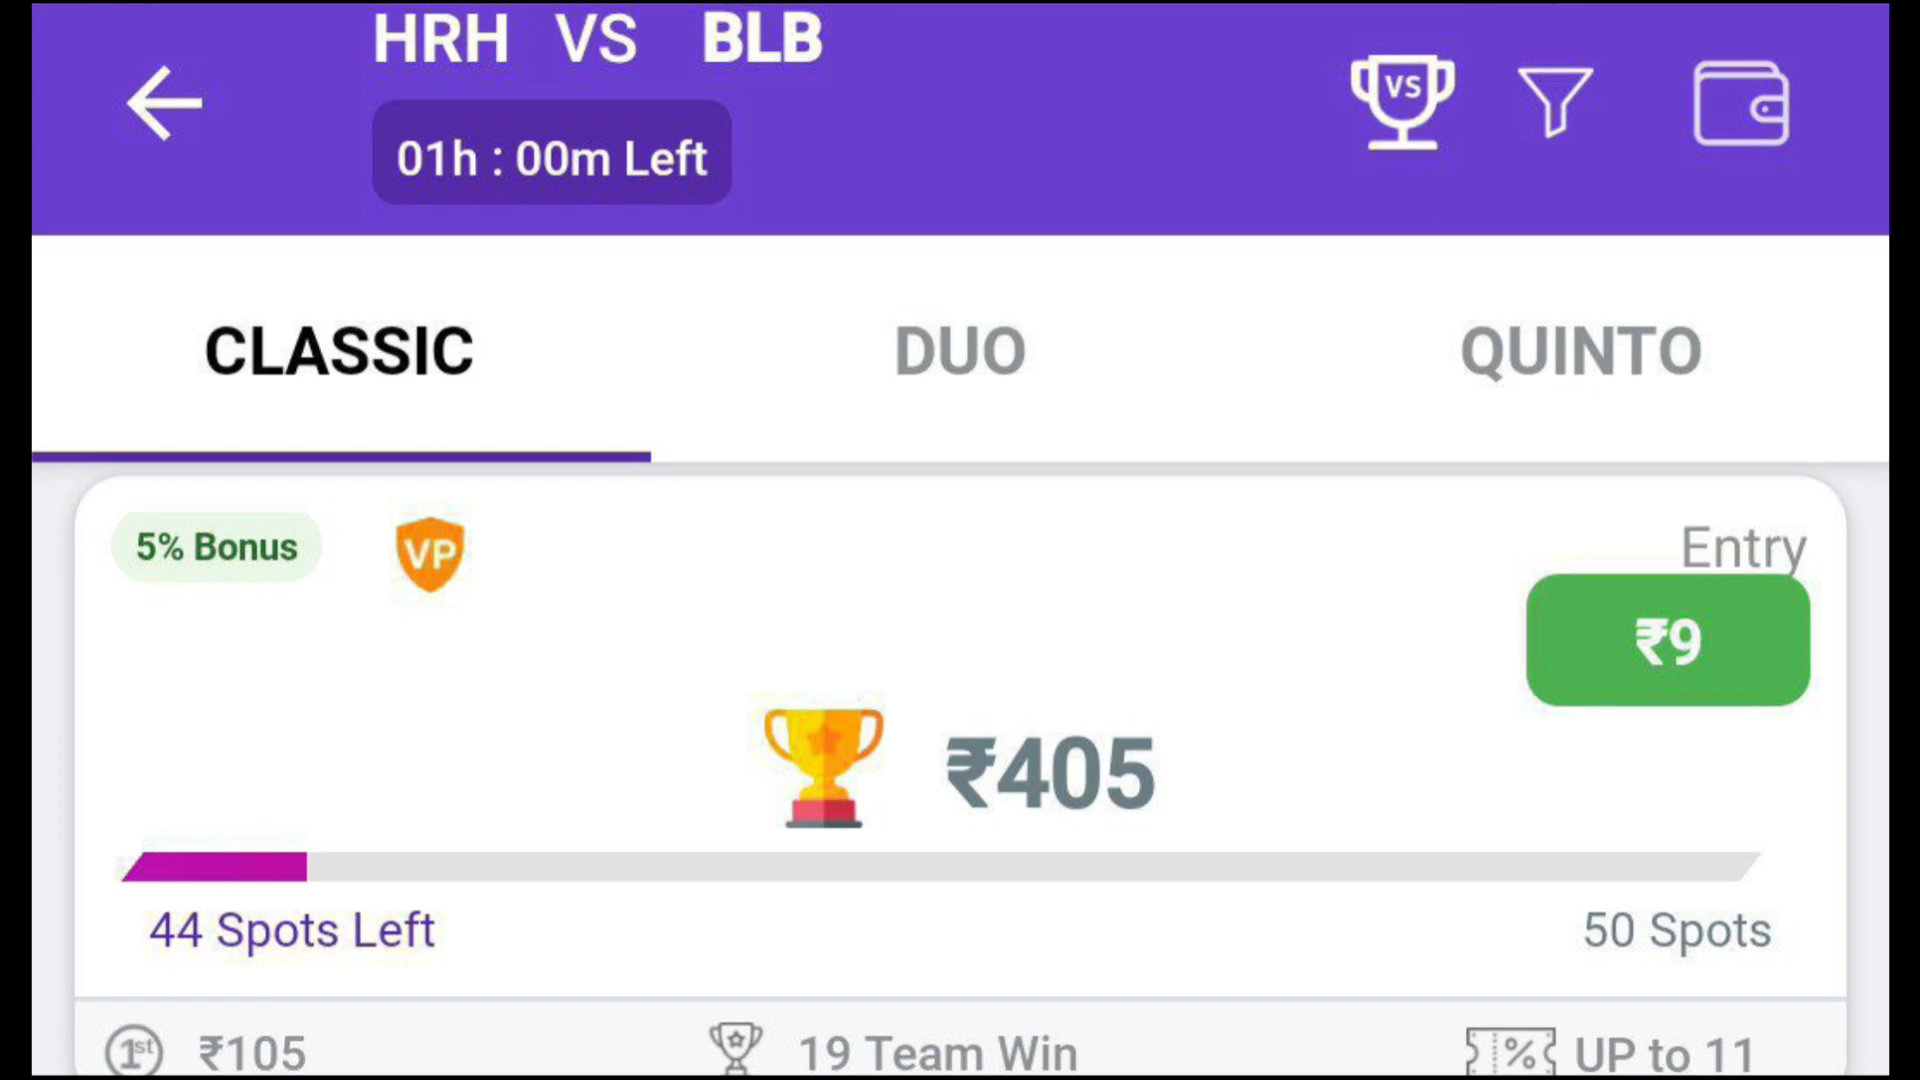 HRH VS BLB
VS
01h : 00m Left
CLASSIC DUO QUINTO
5% Bonus VP Entry
₹9
₹405
44 Spots Left 50 Spots
1st ₹105 19 Team Win % UP to 11